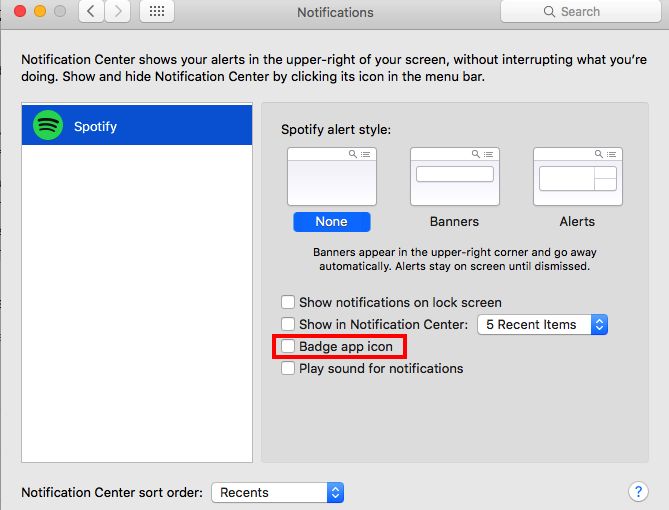 Notifications
Search
Notification Center shows your alerts in the upper-right of your screen, without interrupting what you're
doing. Show and hide Notification Center by clicking its icon in the menu bar.
Spotify
Spotify alert style:
None
Banners
Alerts
Banners appear in the upper-right corner and go away
automatically. Alerts stay on screen until dismissed.
Show notifications on lock screen
Show in Notification Center: 5 Recent Items
Badge app icon
Play sound for notifications
Notification Center sort order: Recents
?